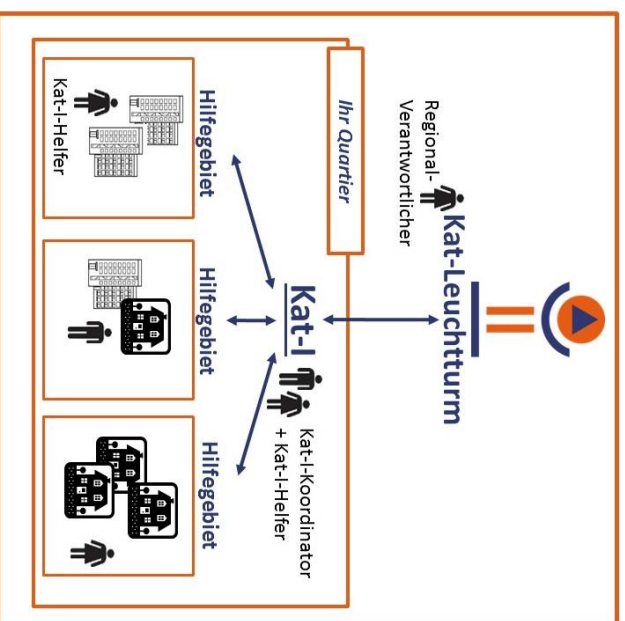 Kat-Leuchtturm
Regional-
Verantwortlicher
Ihr Quartier
Kat-I
Kat-I-Koordinator
+ Kat-I-Helfer
Hilfegebiet
Hilfegebiet
Hilfegebiet
Kat-I-Helfer